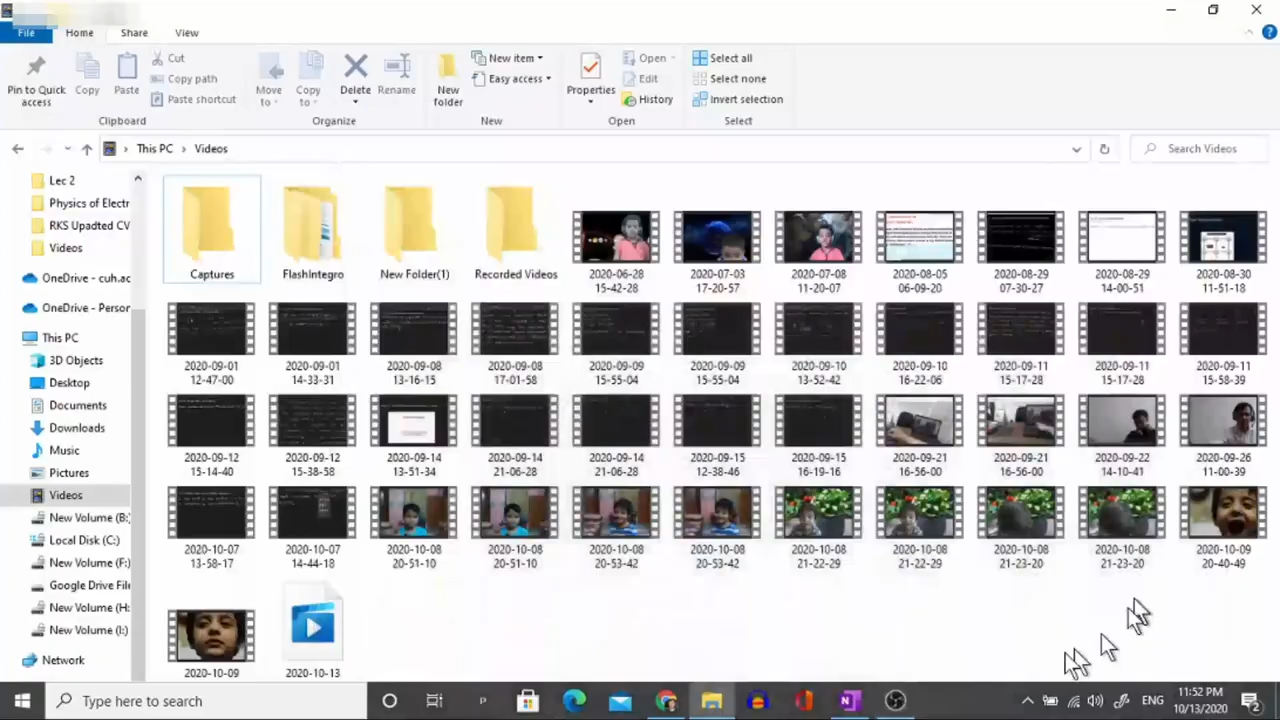 File Home Share View
Pin to Quick access
Copy
Paste
Cut
Copy path
Paste shortcut
Clipboard
Move to
Copy to
Delete
Rename
Organize
New folder
New item
Easy access
New
Properties
Open
Edit
History
Open
Select all
Select none
Invert selection
Select
This PC > Videos
Search Videos
Lec 2
Physics of Electr
RKS Upadted CV
Videos
OneDrive - cuh.ac
OneDrive - Person
This PC
3D Objects
Desktop
Documents
Downloads
Music
Pictures
Videos
New Volume (B:
Local Disk (C:)
New Volume (F:)
Google Drive File
New Volume (H:
New Volume (I:)
Network
Captures FlashIntegro New Folder(1) Recorded Videos 2020-06-28 2020-07-03 2020-07-08 2020-08-05 2020-08-29 2020-08-29 2020-08-30
15-42-28 17-20-57 11-20-07 06-09-20 07-30-27 14-00-51 11-51-18
2020-09-01 2020-09-01 2020-09-08 2020-09-08 2020-09-09 2020-09-09 2020-09-10 2020-09-10 2020-09-11 2020-09-11 2020-09-11
12-47-00 14-33-31 13-16-15 17-01-58 15-55-04 15-55-04 13-52-42 16-22-06 15-17-28 15-17-28 15-58-39
2020-09-12 2020-09-12 2020-09-14 2020-09-14 2020-09-14 2020-09-15 2020-09-15 2020-09-21 2020-09-21 2020-09-22 2020-09-26
15-14-40 15-38-58 13-51-34 21-06-28 21-06-28 12-38-46 16-19-16 16-56-00 16-56-00 14-10-41 11-00-39
2020-10-07 2020-10-07 2020-10-08 2020-10-08 2020-10-08 2020-10-08 2020-10-08 2020-10-08 2020-10-08 2020-10-08 2020-10-09
13-58-17 14-44-18 20-51-10 20-51-10 20-53-42 20-53-42 21-22-29 21-22-29 21-23-20 21-23-20 20-40-49
2020-10-09 2020-10-13
Type here to search
ENG
11:52 PM
10/13/2020
2